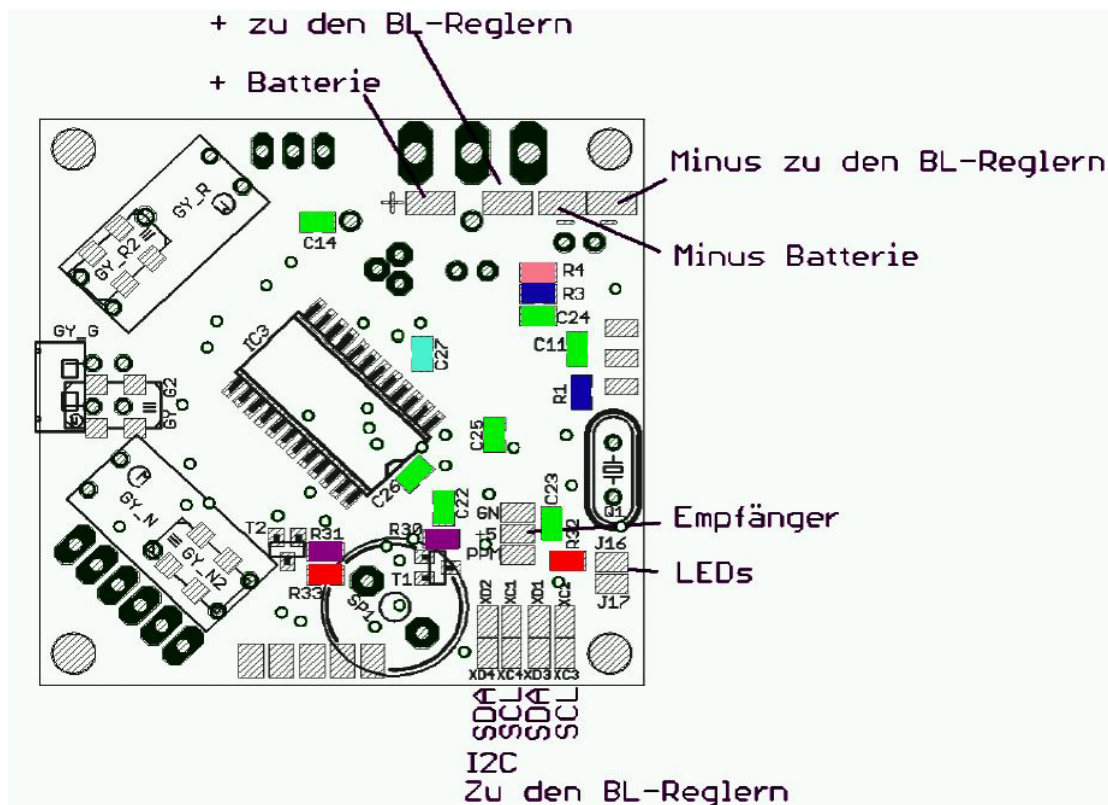 + zu den BL-Reglern
+ Batterie
Minus zu den BL-Reglern
Minus Batterie
GY_R
GY_R2
C14
+
-
-
R4
R3
C24
C11
R1
GY_G
GY_G2
IC3
C27
C25
C26
C22
C23
Q1
GN
+5
PPM
Empfänger
R32
J16
LEDs
J17
GY_N
GY_N2
T2
R31
R33
R30
T1
SP1
XD2
XC1
XD1
XC2
XD4
XC4
XD3
XC3
SDA
SCL
SDA
SCL
I2C
Zu den BL-Reglern